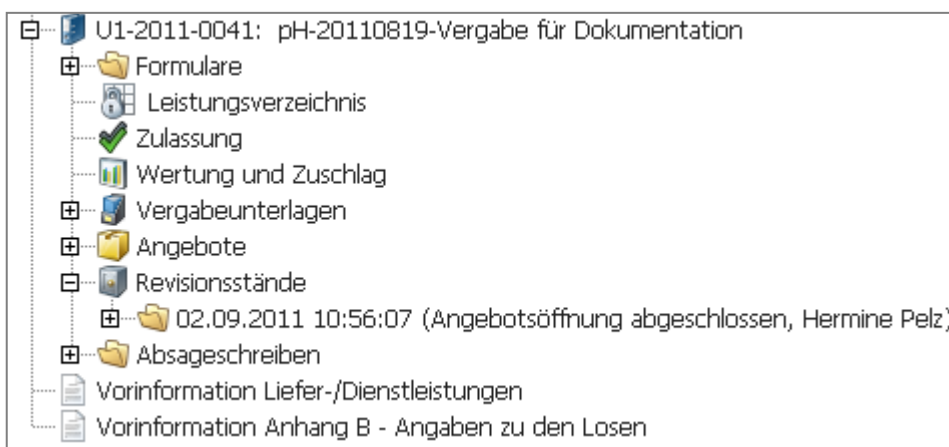 U1-2011-0041: pH-20110819-Vergabe für Dokumentation
Formulare
Leistungsverzeichnis
Zulassung
Wertung und Zuschlag
Vergabeunterlagen
Angebote
Revisionsstände
02.09.2011 10:56:07 (Angebotsöffnung abgeschlossen, Hermine Pelz)
Absageschreiben
Vorinformation Liefer-/Dienstleistungen
Vorinformation Anhang B - Angaben zu den Losen